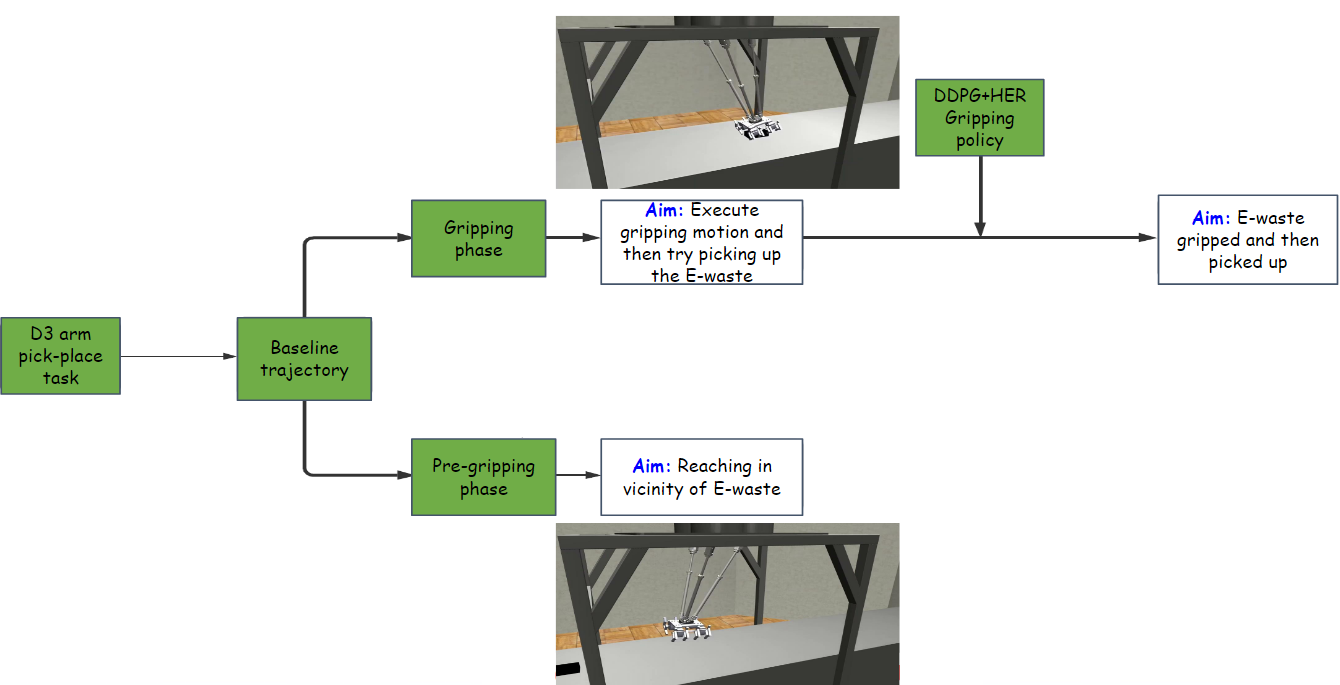 DDPG+HER
Gripping
policy
Gripping
phase
Aim: Execute
gripping motion and
then try picking up
the E-waste
Aim: E-waste
gripped and then
picked up
D3 arm
pick-place
task
Baseline
trajectory
Pre-gripping
phase
Aim: Reaching in
vicinity of E-waste